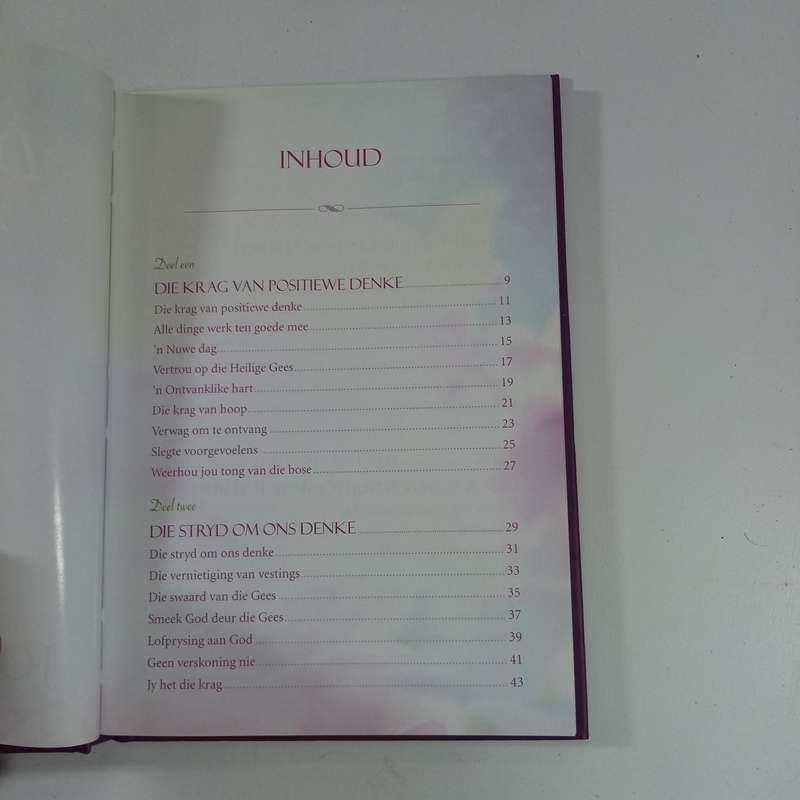 INHOUD
Deel een
DIE KRAG VAN POSITIEWE DENKE 9
Die krag van positiewe denke 11
Alle dinge werk ten goede mee 13
'n Nuwe dag 15
Vertrou op die Heilige Gees 17
'n Ontvanklike hart 19
Die krag van hoop 21
Verwag om te ontvang 23
Slegte voorgevoelens 25
Weerhou jou tong van die bose 27
Deel twee
DIE STRYD OM ONS DENKE 29
Die stryd om ons denke 31
Die vernietiging van vestings 33
Die swaard van die Gees 35
Smeek God deur die Gees 37
Lofprysing aan God 39
Geen verskoning nie 41
Jy het die krag 43